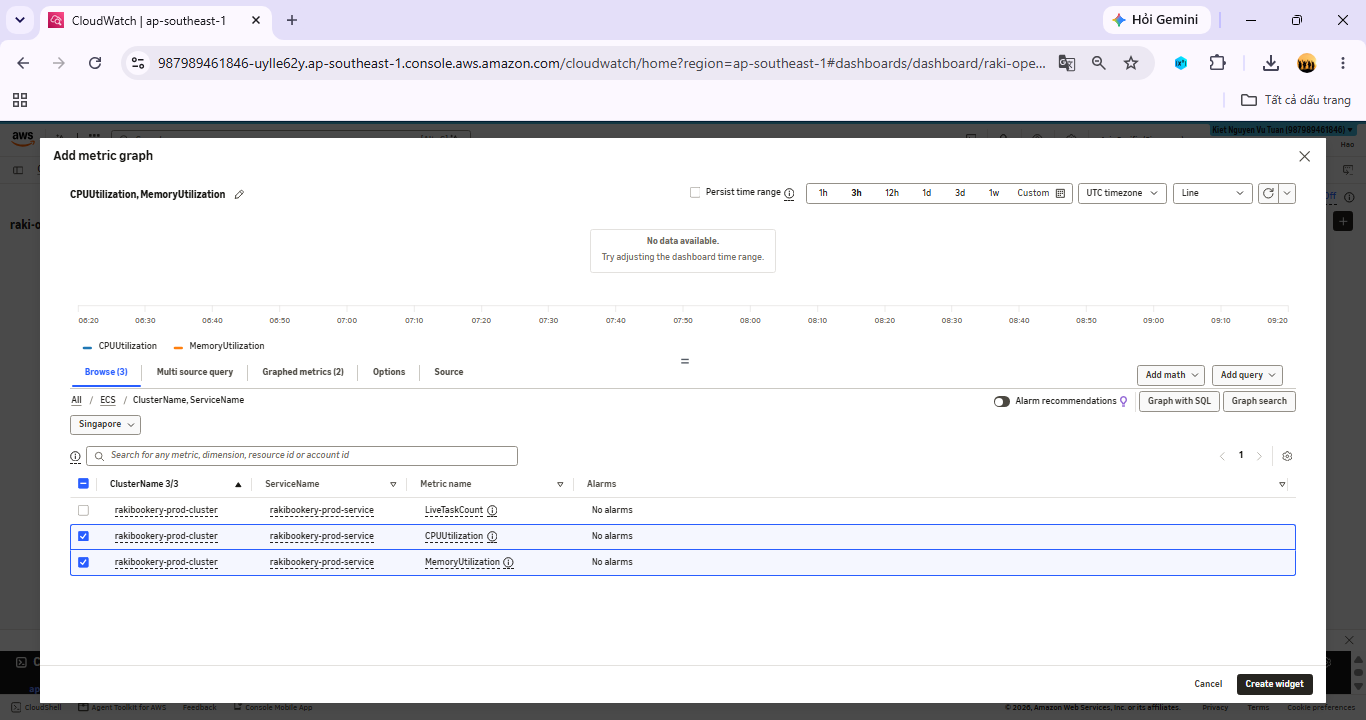 CloudWatch | ap-southeast-1
Hỏi Gemini
987989461846-uylle62y.ap-southeast-1.console.aws.amazon.com/cloudwatch/home?region=ap-southeast-1#dashboards/dashboard/raki-ope...
Tất cả dấu trang
aws
Kiet Nguyen Vu Tuan (987989461846)
Hao
Add metric graph
CPUUtilization, MemoryUtilization
Persist time range
1h 3h 12h 1d 3d 1w Custom
UTC timezone
Line
Off
raki-o
No data available.
Try adjusting the dashboard time range.
06:20 06:30 06:40 06:50 07:00 07:10 07:20 07:30 07:40 07:50 08:00 08:10 08:20 08:30 08:40 08:50 09:00 09:10 09:20
CPUUtilization MemoryUtilization
Browse (3) Multi source query Graphed metrics (2) Options Source
Add math Add query
All / ECS / ClusterName, ServiceName
Alarm recommendations Graph with SQL Graph search
Singapore
Search for any metric, dimension, resource id or account id
1
ClusterName 3/3 ServiceName Metric name Alarms
rakibookery-prod-cluster rakibookery-prod-service LiveTaskCount No alarms
rakibookery-prod-cluster rakibookery-prod-service CPUUtilization No alarms
rakibookery-prod-cluster rakibookery-prod-service MemoryUtilization No alarms
Cancel Create widget
CloudShell Agent Toolkit for AWS Feedback Console Mobile App
© 2026, Amazon Web Services, Inc. or its affiliates. Privacy Terms Cookie preferences